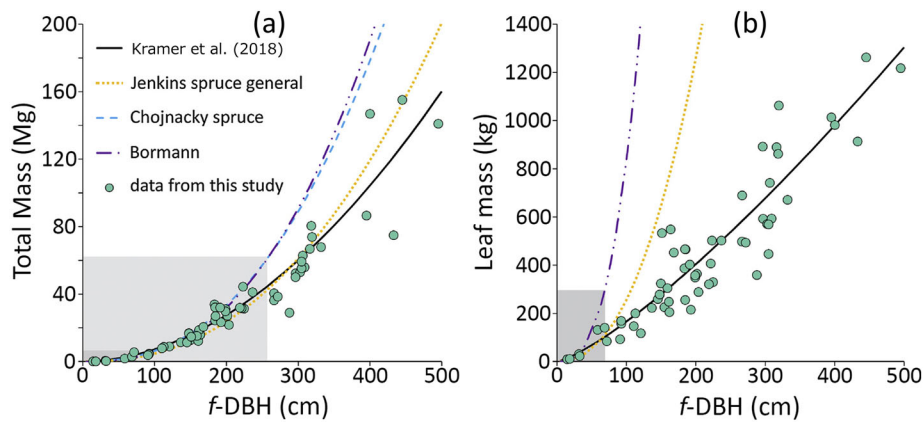 (a)
Total Mass (Mg)
200
160
120
80
40
0
Kramer et al. (2018)
Jenkins spruce general
Chojnacky spruce
Bormann
data from this study
0 100 200 300 400 500
f-DBH (cm)
(b)
Leaf mass (kg)
1400
1200
1000
800
600
400
200
0
0 100 200 300 400 500
f-DBH (cm)